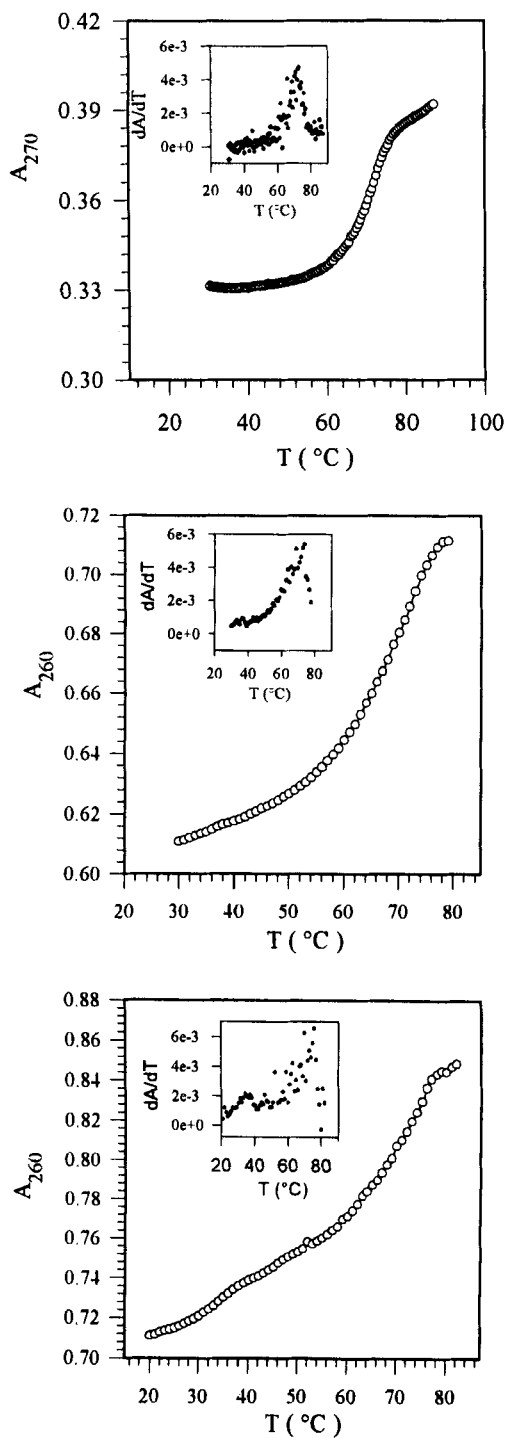 0.42
0.39
0.36
0.33
0.30
A270
20
40
60
80
100
T ( °C )
6e-3
4e-3
2e-3
0e+0
dA/dT
20
40
60
80
T (°C)
0.72
0.70
0.68
0.66
0.64
0.62
0.60
A260
20
30
40
50
60
70
80
T ( °C )
6e-3
4e-3
2e-3
0e+0
dA/dT
20
40
60
80
T (°C)
0.88
0.86
0.84
0.82
0.80
0.78
0.76
0.74
0.72
0.70
A260
20
30
40
50
60
70
80
T ( °C )
6e-3
4e-3
2e-3
0e+0
dA/dT
20
40
60
80
T (°C)